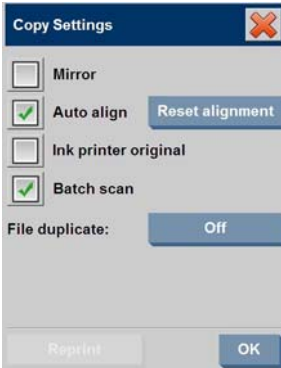 Copy Settings
Mirror
Auto align Reset alignment
Ink printer original
Batch scan
File duplicate: Off
Reprint OK